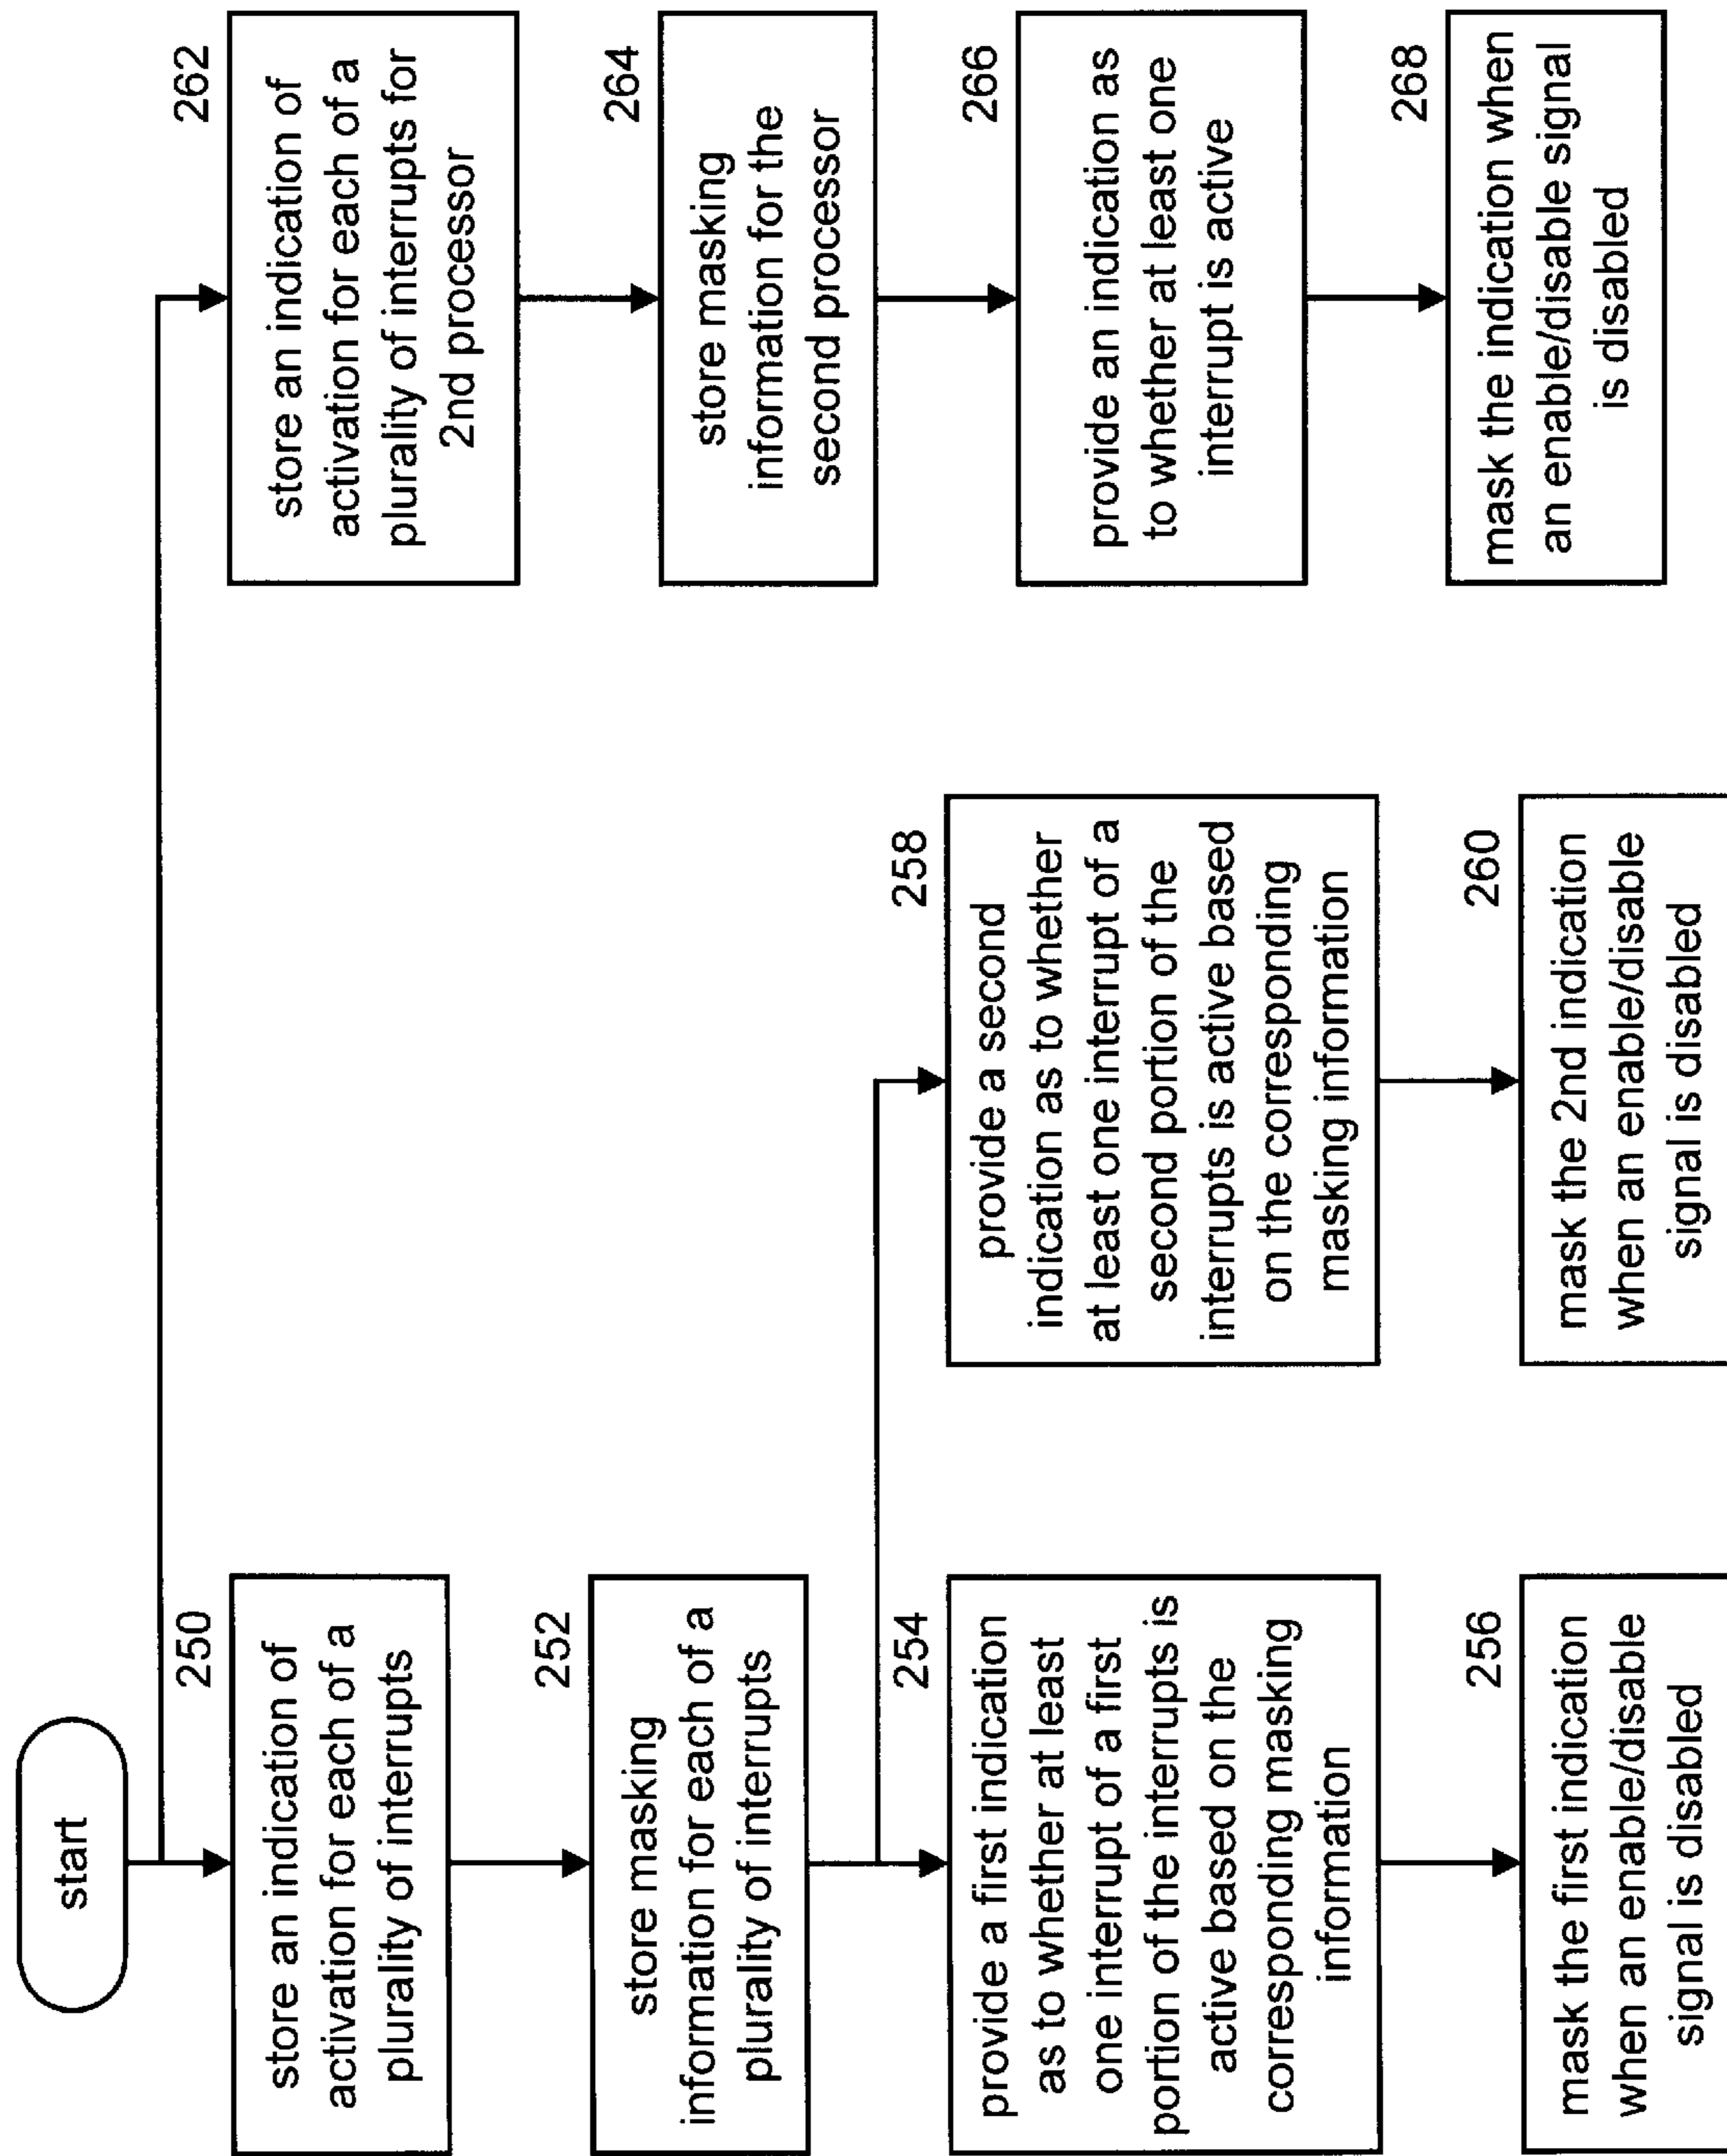 start
250
store an indication of
activation for each of a
plurality of interrupts
252
store masking
information for each of a
plurality of interrupts
254
provide a first indication
as to whether at least
one interrupt of a first
portion of the interrupts is
active based on the
corresponding masking
information
256
mask the first indication
when an enable/disable
signal is disabled
258
provide a second
indication as to whether
at least one interrupt of a
second portion of the
interrupts is active based
on the corresponding
masking information
260
mask the 2nd indication
when an enable/disable
signal is disabled
262
store an indication of
activation for each of a
plurality of interrupts for
2nd processor
264
store masking
information for the
second processor
266
provide an indication as
to whether at least one
interrupt is active
268
mask the indication when
an enable/disable signal
is disabled